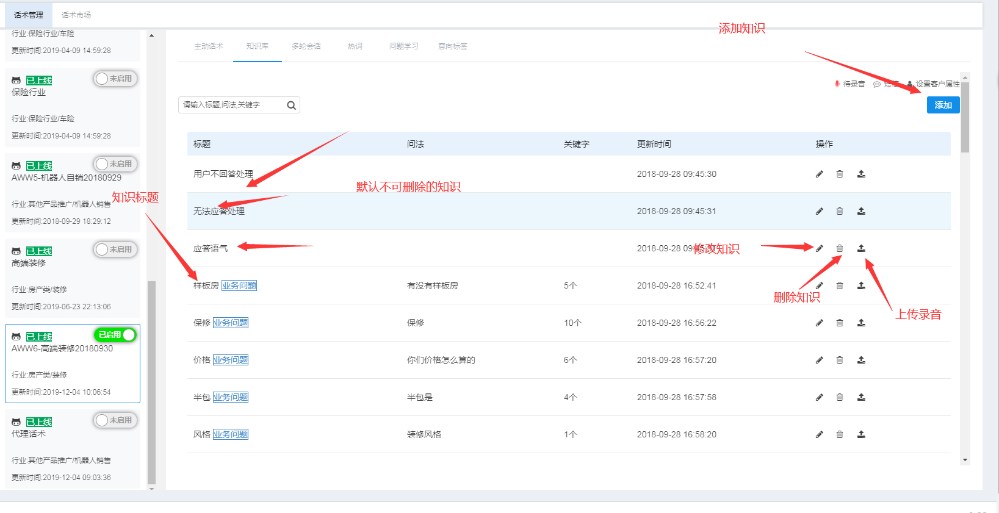 话术管理 话术市场
行业:保险行业/车险
更新时间:2019-04-09 14:59:28
已上线 未启用
保险行业
行业:保险行业/车险
更新时间:2019-04-09 14:59:28
已上线 未启用
AWW5-机器人自销20180929
行业:其他产品推广/机器人销售
更新时间:2018-09-29 18:29:12
已上线 未启用
高端装修
行业:房产类/装修
更新时间:2019-06-23 22:13:06
已上线 已启用
AWW6-高端装修20180930
行业:房产类/装修
更新时间:2019-12-04 10:06:54
已上线 未启用
代理话术
行业:其他产品推广/机器人销售
更新时间:2019-12-04 09:03:36
添加知识
主动话术 知识库 多轮会话 热词 问题学习 意向标签
待录音 短信 设置客户属性
请输入标题,问法,关键字 添加
标题 问法 关键字 更新时间 操作
用户不回答处理 2018-09-28 09:45:30
默认不可删除的知识
知识标题
无法应答处理 2018-09-28 09:45:31
应答语气 2018-09-28 09:45:31
修改知识
样板房 业务问题 有没有样板房 5个 2018-09-28 16:52:41
删除知识
上传录音
保修 业务问题 保修 10个 2018-09-28 16:56:22
价格 业务问题 你们价格怎么算的 6个 2018-09-28 16:57:20
半包 业务问题 半包是 4个 2018-09-28 16:57:58
风格 业务问题 装修风格 1个 2018-09-28 16:58:20